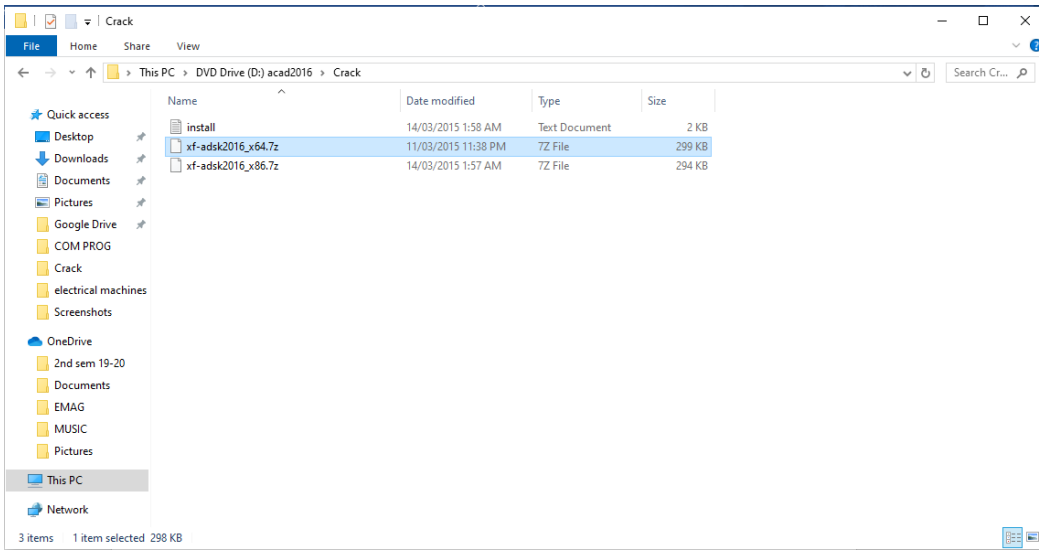 Crack
File Home Share View
This PC > DVD Drive (D:) acad2016 > Crack
Search Cr...
Name Date modified Type Size
install 14/03/2015 1:58 AM Text Document 2 KB
xf-adsk2016_x64.7z 11/03/2015 11:38 PM 7Z File 299 KB
xf-adsk2016_x86.7z 14/03/2015 1:57 AM 7Z File 294 KB
Quick access
Desktop
Downloads
Documents
Pictures
Google Drive
COM PROG
Crack
electrical machines
Screenshots
OneDrive
2nd sem 19-20
Documents
EMAG
MUSIC
Pictures
This PC
Network
3 items 1 item selected 298 KB